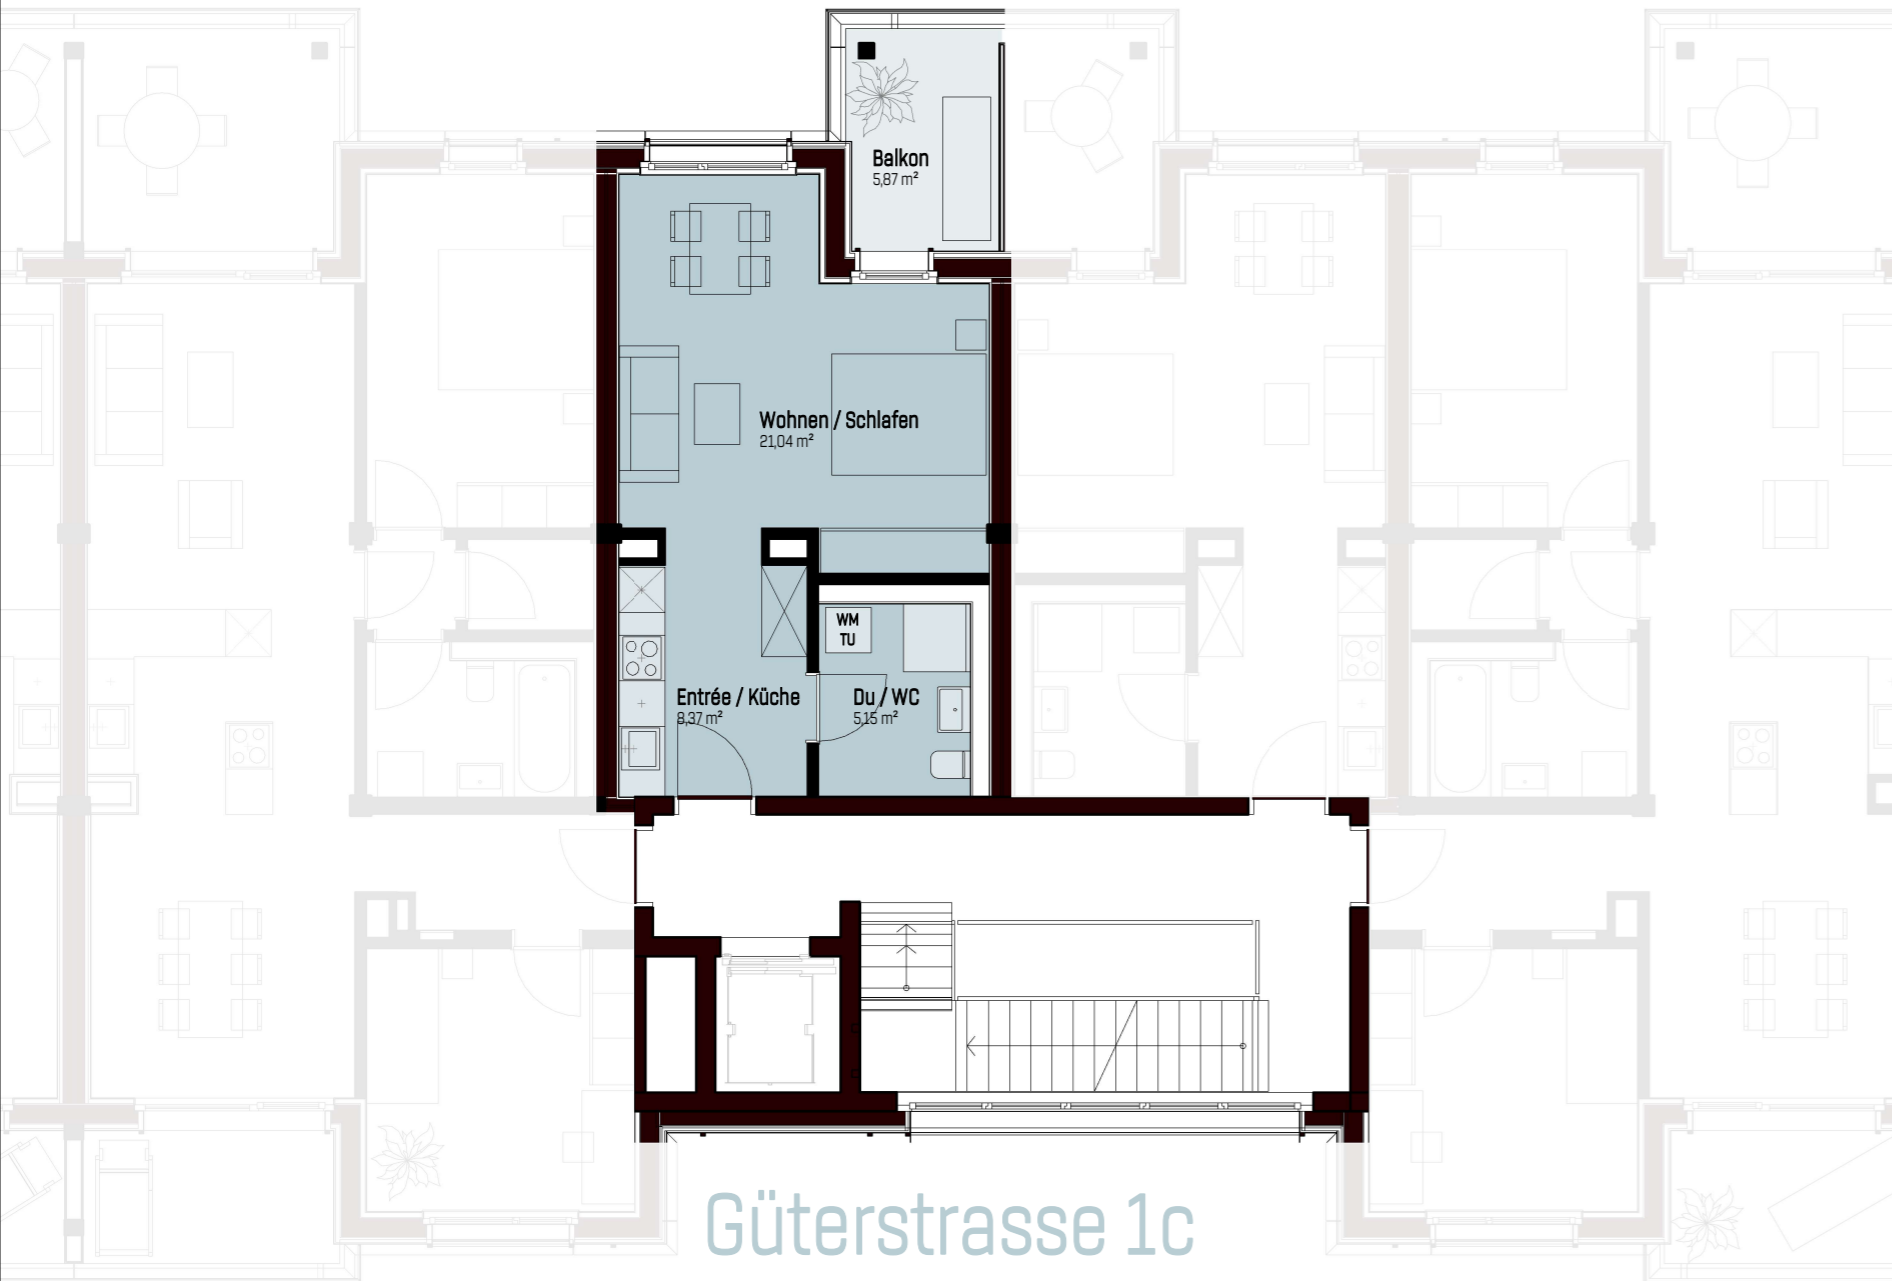 Balkon
5,87 m²
Wohnen / Schlafen
21,04 m²
WM
TU
Entrée / Küche
8,37 m²
Du / WC
5,15 m²
Güterstrasse 1c